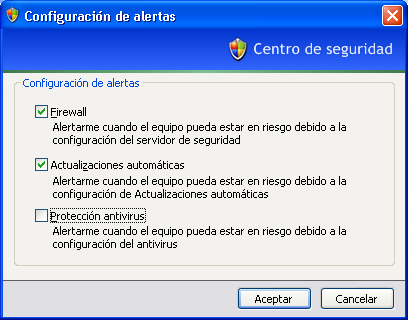 Configuración de alertas
Centro de seguridad
Configuración de alertas
Firewall
Alertarme cuando el equipo pueda estar en riesgo debido a la
configuración del servidor de seguridad
Actualizaciones automáticas
Alertarme cuando el equipo pueda estar en riesgo debido a la
configuración de Actualizaciones automáticas
Protección antivirus
Alertarme cuando el equipo pueda estar en riesgo debido a la
configuración del antivirus
Aceptar
Cancelar